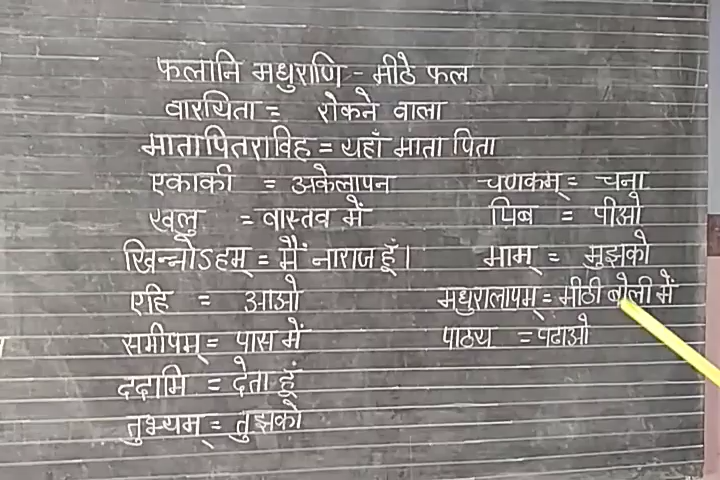 फलानि मधुराणि - मीठे फल
वारयिता = रोकने वाला
मातापितराविह = यहाँ माता पिता
एकाकी = अकेलापन
खलु = वास्तव में
खिन्नोऽहम् = मैं नाराज हूँ।
एहि = आओ
समीपम् = पास में
ददामि = देता हूँ
तुभ्यम् = तुझको
चणकम् = चना
पिब = पीओ
माम् = मुझको
मधुरालापम् = मीठी बोली में
पाठय = पढाओ